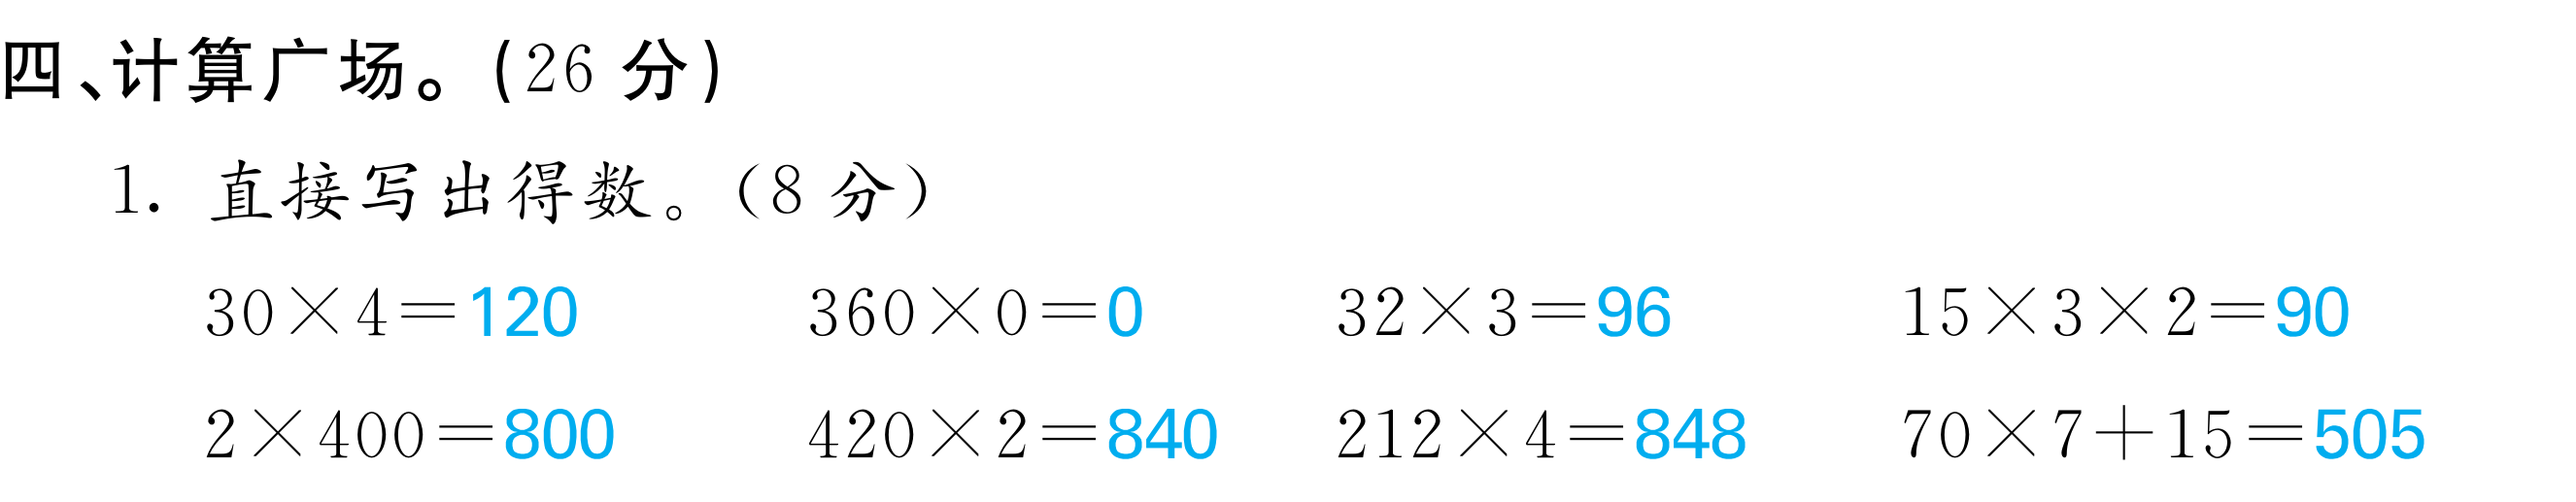 四、计算广场。(26 分)
1. 直接写出得数。(8 分)
30×4=120 360×0=0 32×3=96 15×3×2=90
2×400=800 420×2=840 212×4=848 70×7+15=505